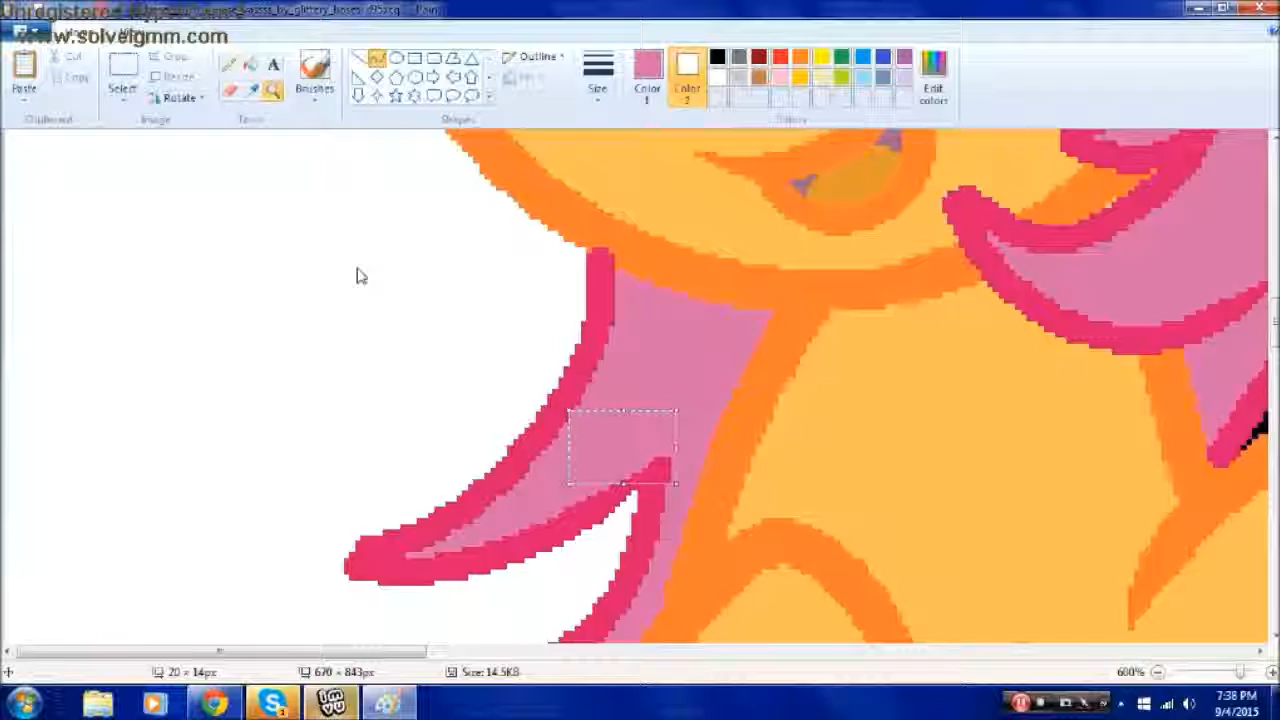 www.solveigmm.com
Paste
Select
Crop
Rotate
A
Brushes
Outline
Size
Color 1
Color 2
Edit colors
Clipboard
Image
Tools
Shapes
Colors
20 × 14px
670 × 843px
Size: 14.5KB
600%
7:38 PM
9/4/2015